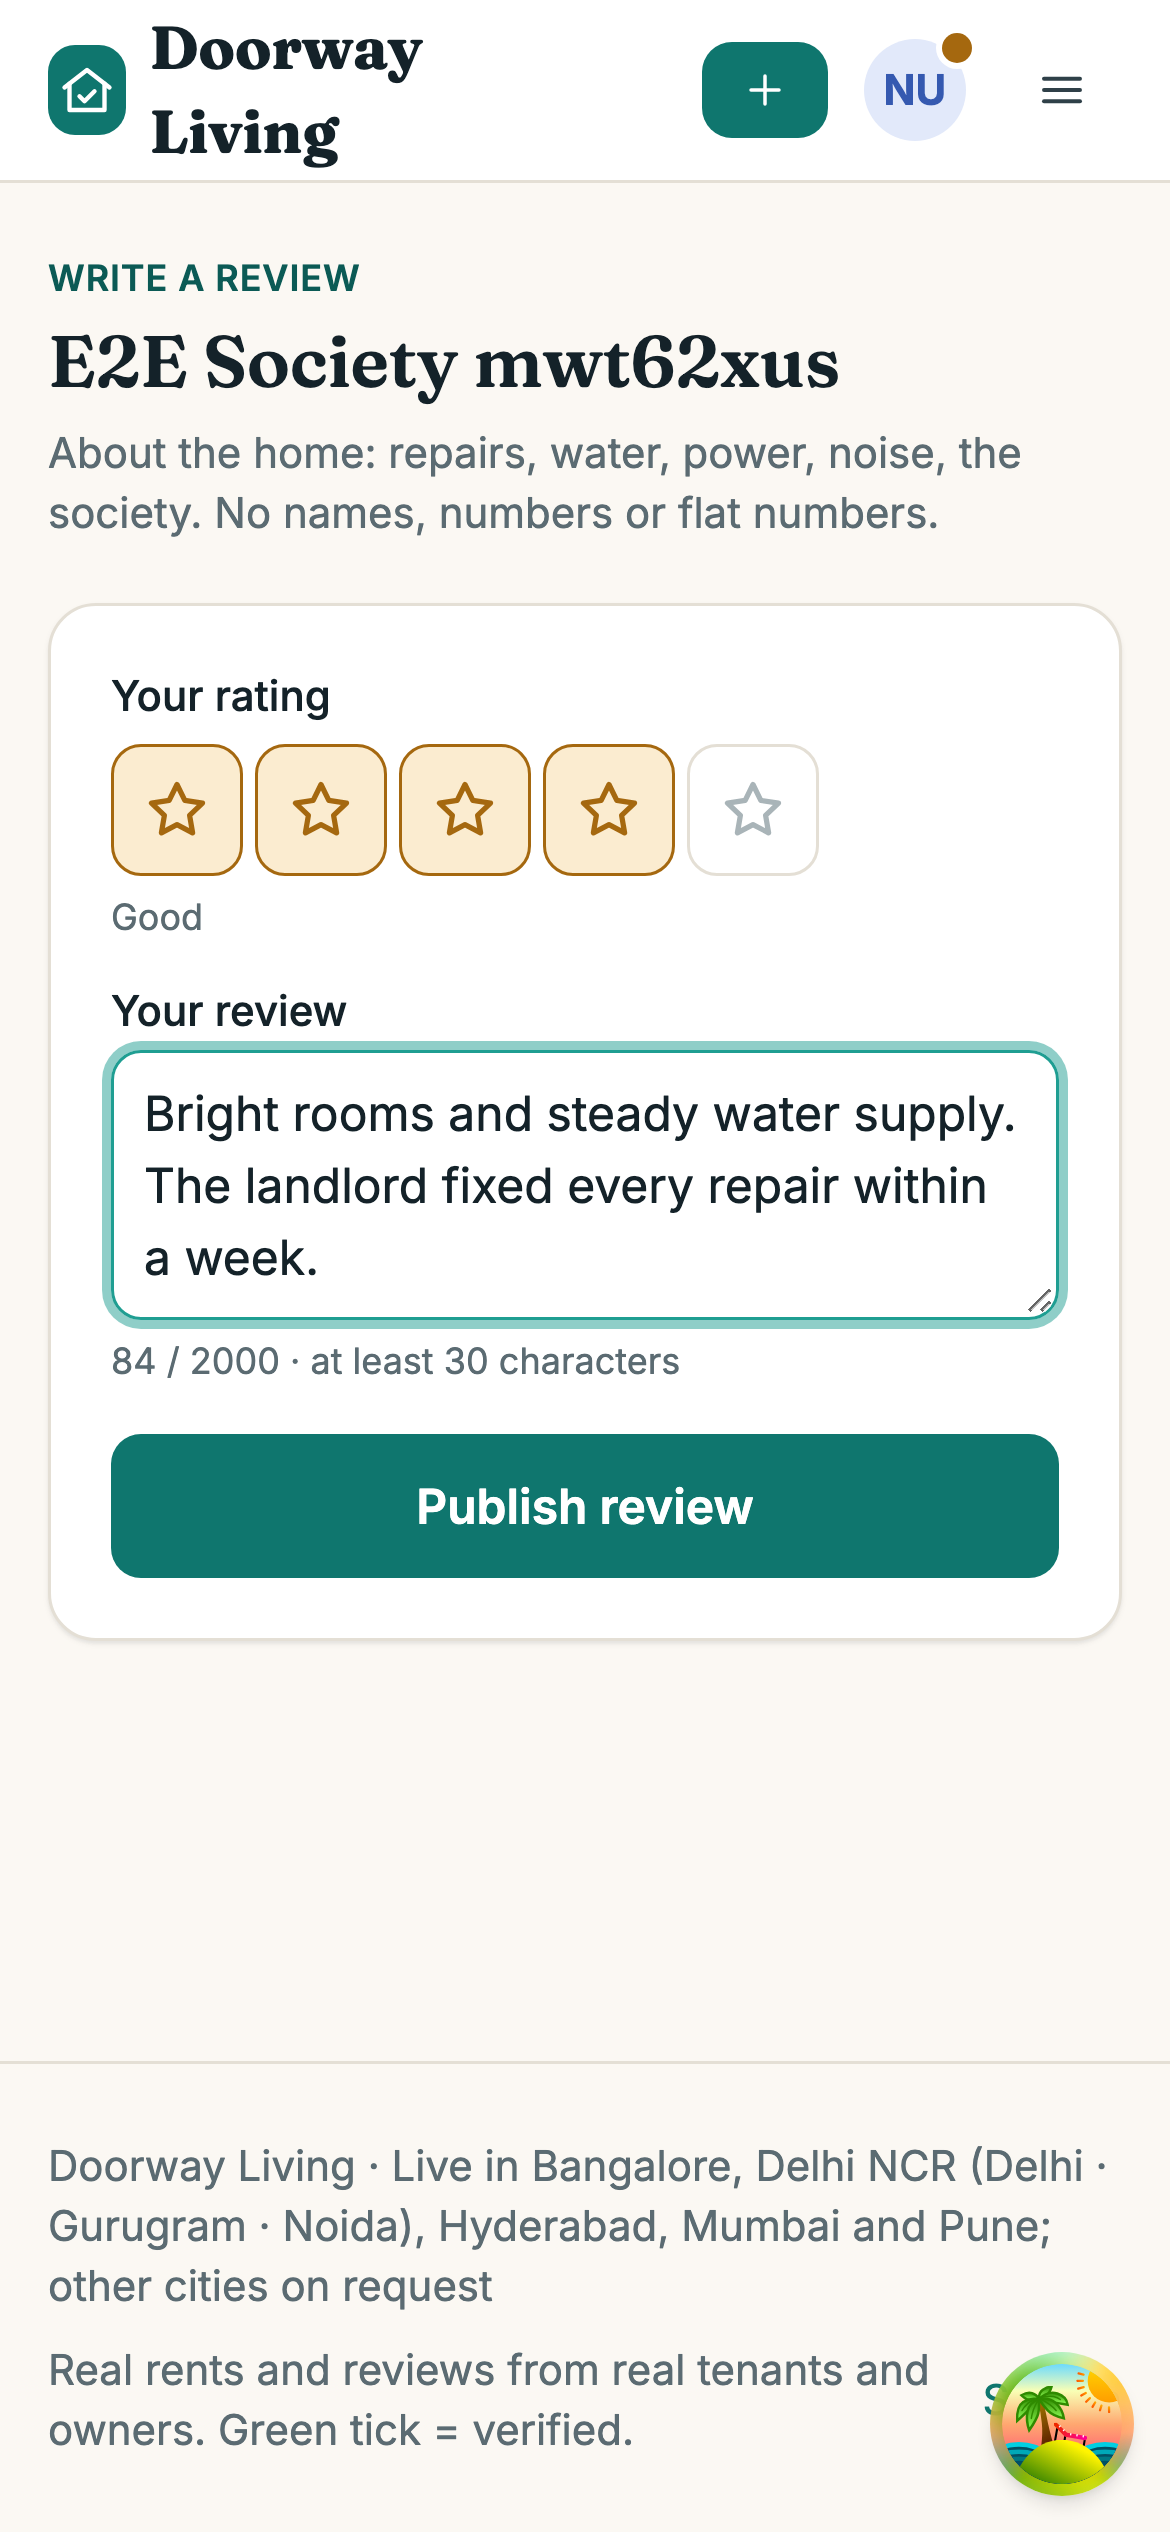 Doorway
Living
NU
WRITE A REVIEW
E2E Society mwt62xus
About the home: repairs, water, power, noise, the
society. No names, numbers or flat numbers.
Your rating
Good
Your review
Bright rooms and steady water supply.
The landlord fixed every repair within
a week.
84 / 2000 · at least 30 characters
Publish review
Doorway Living · Live in Bangalore, Delhi NCR (Delhi ·
Gurugram · Noida), Hyderabad, Mumbai and Pune;
other cities on request
Real rents and reviews from real tenants and
owners. Green tick = verified.